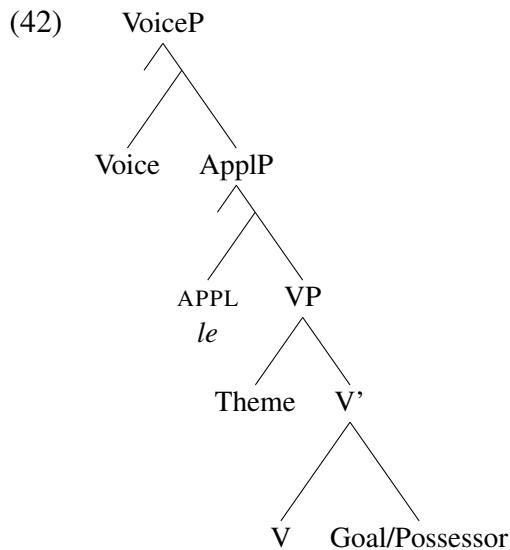 (42) VoiceP
Voice ApplP
APPL VP
le
Theme V’
V Goal/Possessor